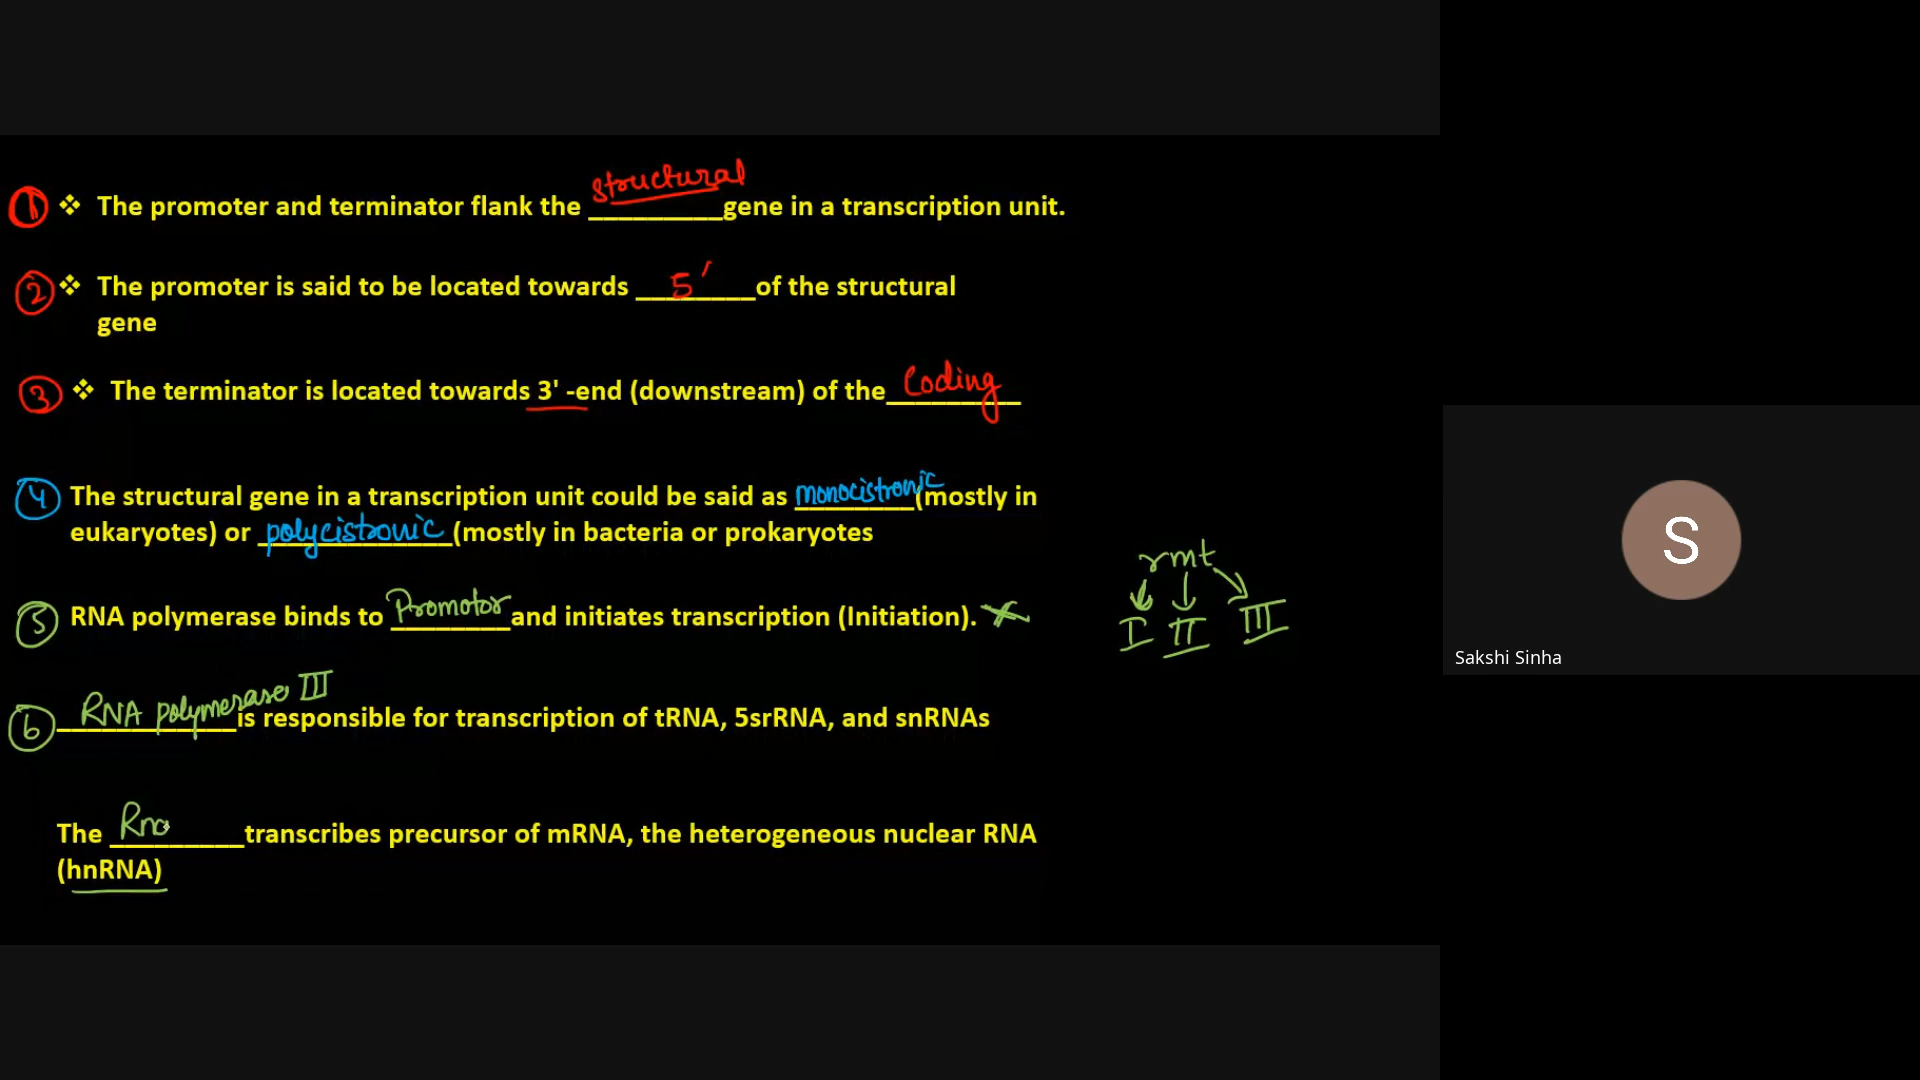 1 ❖ The promoter and terminator flank the structural gene in a transcription unit.
2 ❖ The promoter is said to be located towards 5' of the structural
gene
3 ❖ The terminator is located towards 3' -end (downstream) of the Coding
4 The structural gene in a transcription unit could be said as monocistronic (mostly in
eukaryotes) or polycistronic (mostly in bacteria or prokaryotes
5 RNA polymerase binds to Promotor and initiates transcription (Initiation).
rmt
I II III
6 RNA polymerase III is responsible for transcription of tRNA, 5srRNA, and snRNAs
The Rna transcribes precursor of mRNA, the heterogeneous nuclear RNA
(hnRNA)
S
Sakshi Sinha